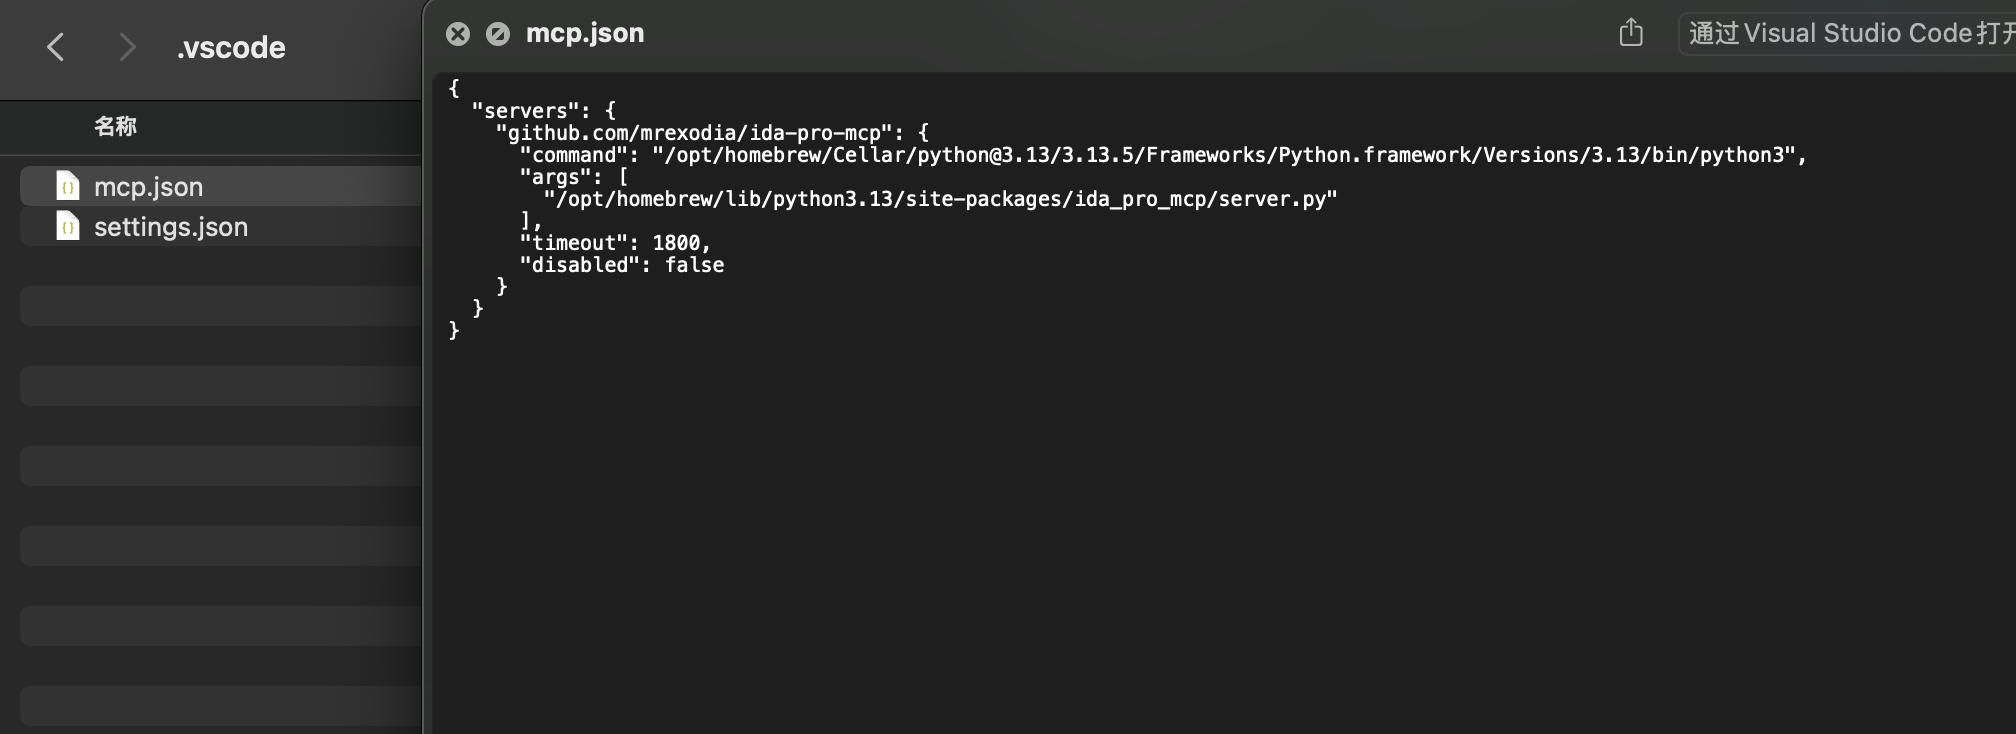 .vscode
名称
mcp.json
settings.json
mcp.json
通过Visual Studio Code打开
{
  "servers": {
    "github.com/mrexodia/ida-pro-mcp": {
      "command": "/opt/homebrew/Cellar/python@3.13/3.13.5/Frameworks/Python.framework/Versions/3.13/bin/python3",
      "args": [
        "/opt/homebrew/lib/python3.13/site-packages/ida_pro_mcp/server.py"
      ],
      "timeout": 1800,
      "disabled": false
    }
  }
}